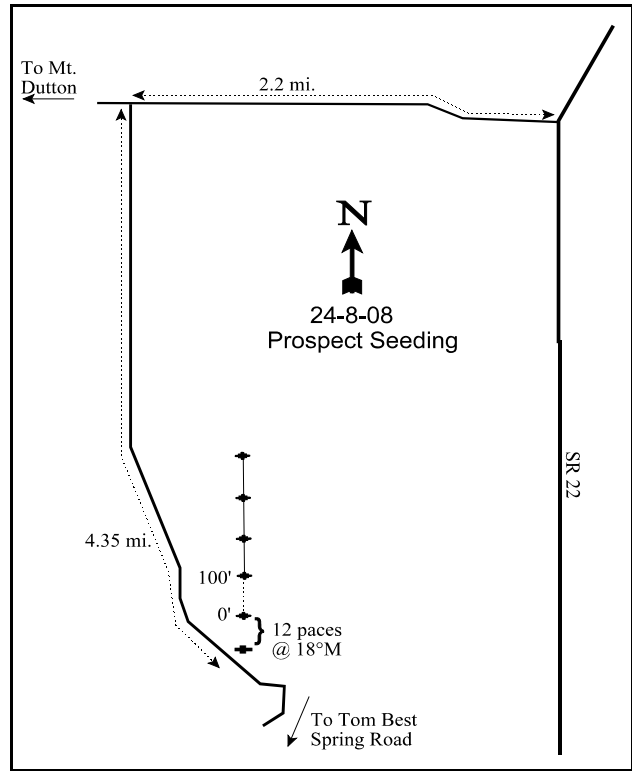 To Mt.
Dutton
2.2 mi.
N
24-8-08
Prospect Seeding
SR 22
4.35 mi.
100'
0'
12 paces
@ 18°M
To Tom Best
Spring Road